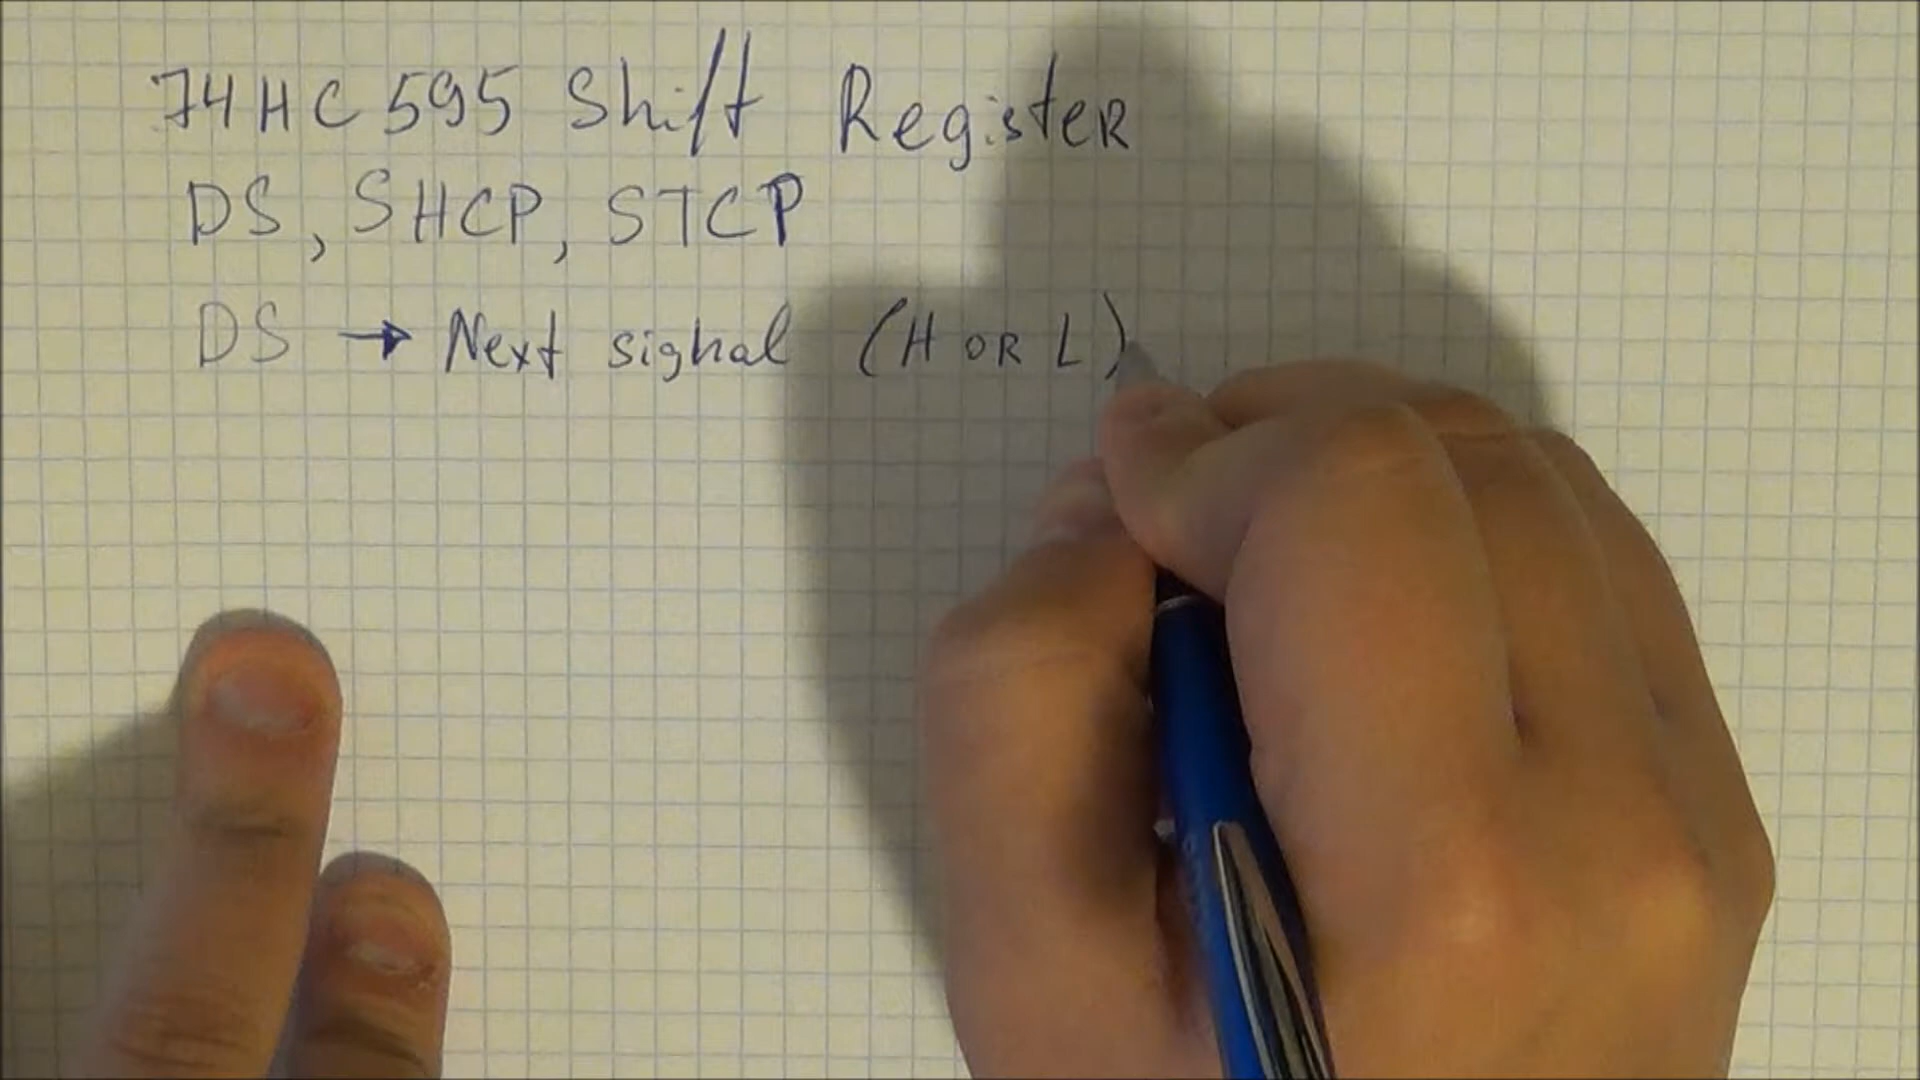 74HC595 Shift Register
DS, SHCP, STCP
DS → Next signal (H OR L)